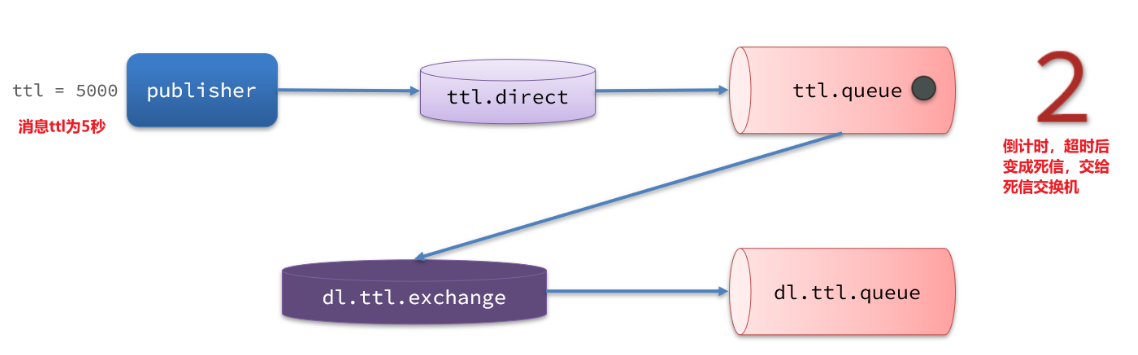 ttl = 5000
publisher
ttl.direct
ttl.queue
2
消息ttl为5秒
倒计时，超时后
变成死信，交给
死信交换机
dl.ttl.exchange
dl.ttl.queue